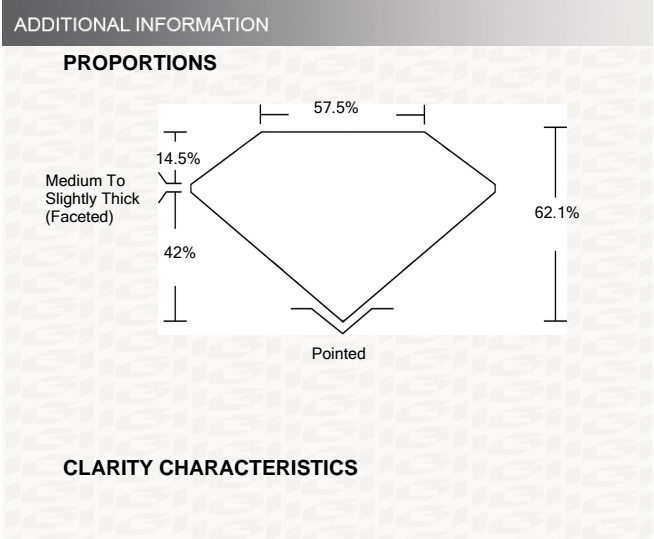 ADDITIONAL INFORMATION
PROPORTIONS
57.5%
14.5%
Medium To
Slightly Thick
(Faceted)
62.1%
42%
Pointed
CLARITY CHARACTERISTICS